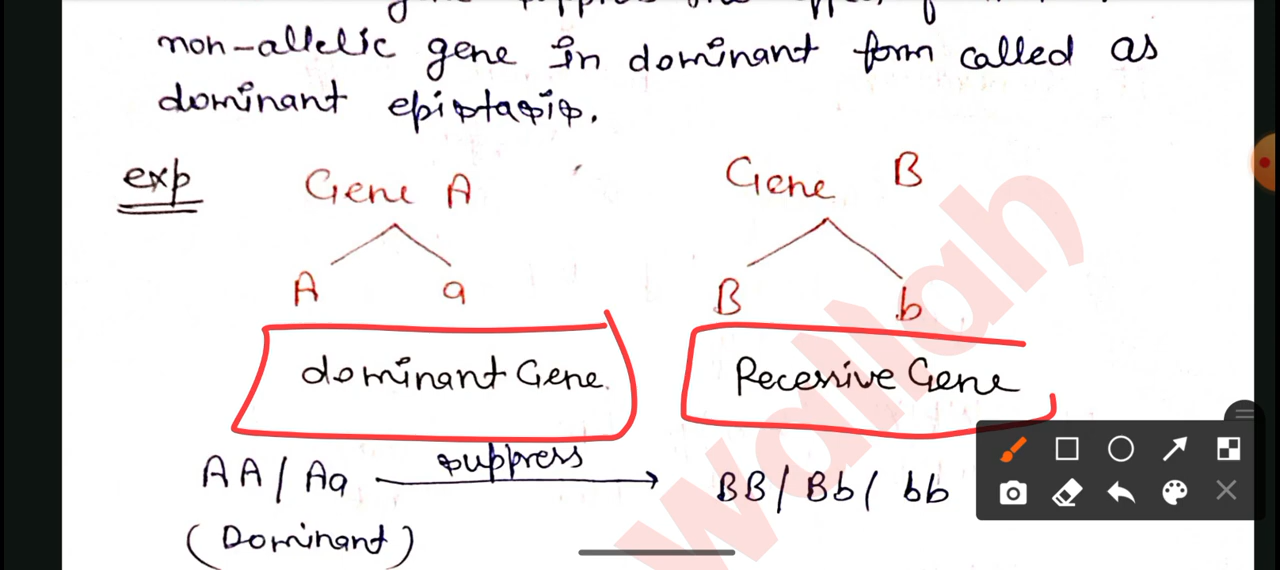 non-allelic gene in dominant form called as
dominant epistasis.
exp Gene A Gene B
A a B b
dominant Gene Recessive Gene
AA/Aa suppress BB/Bb/bb
(Dominant)
wallah